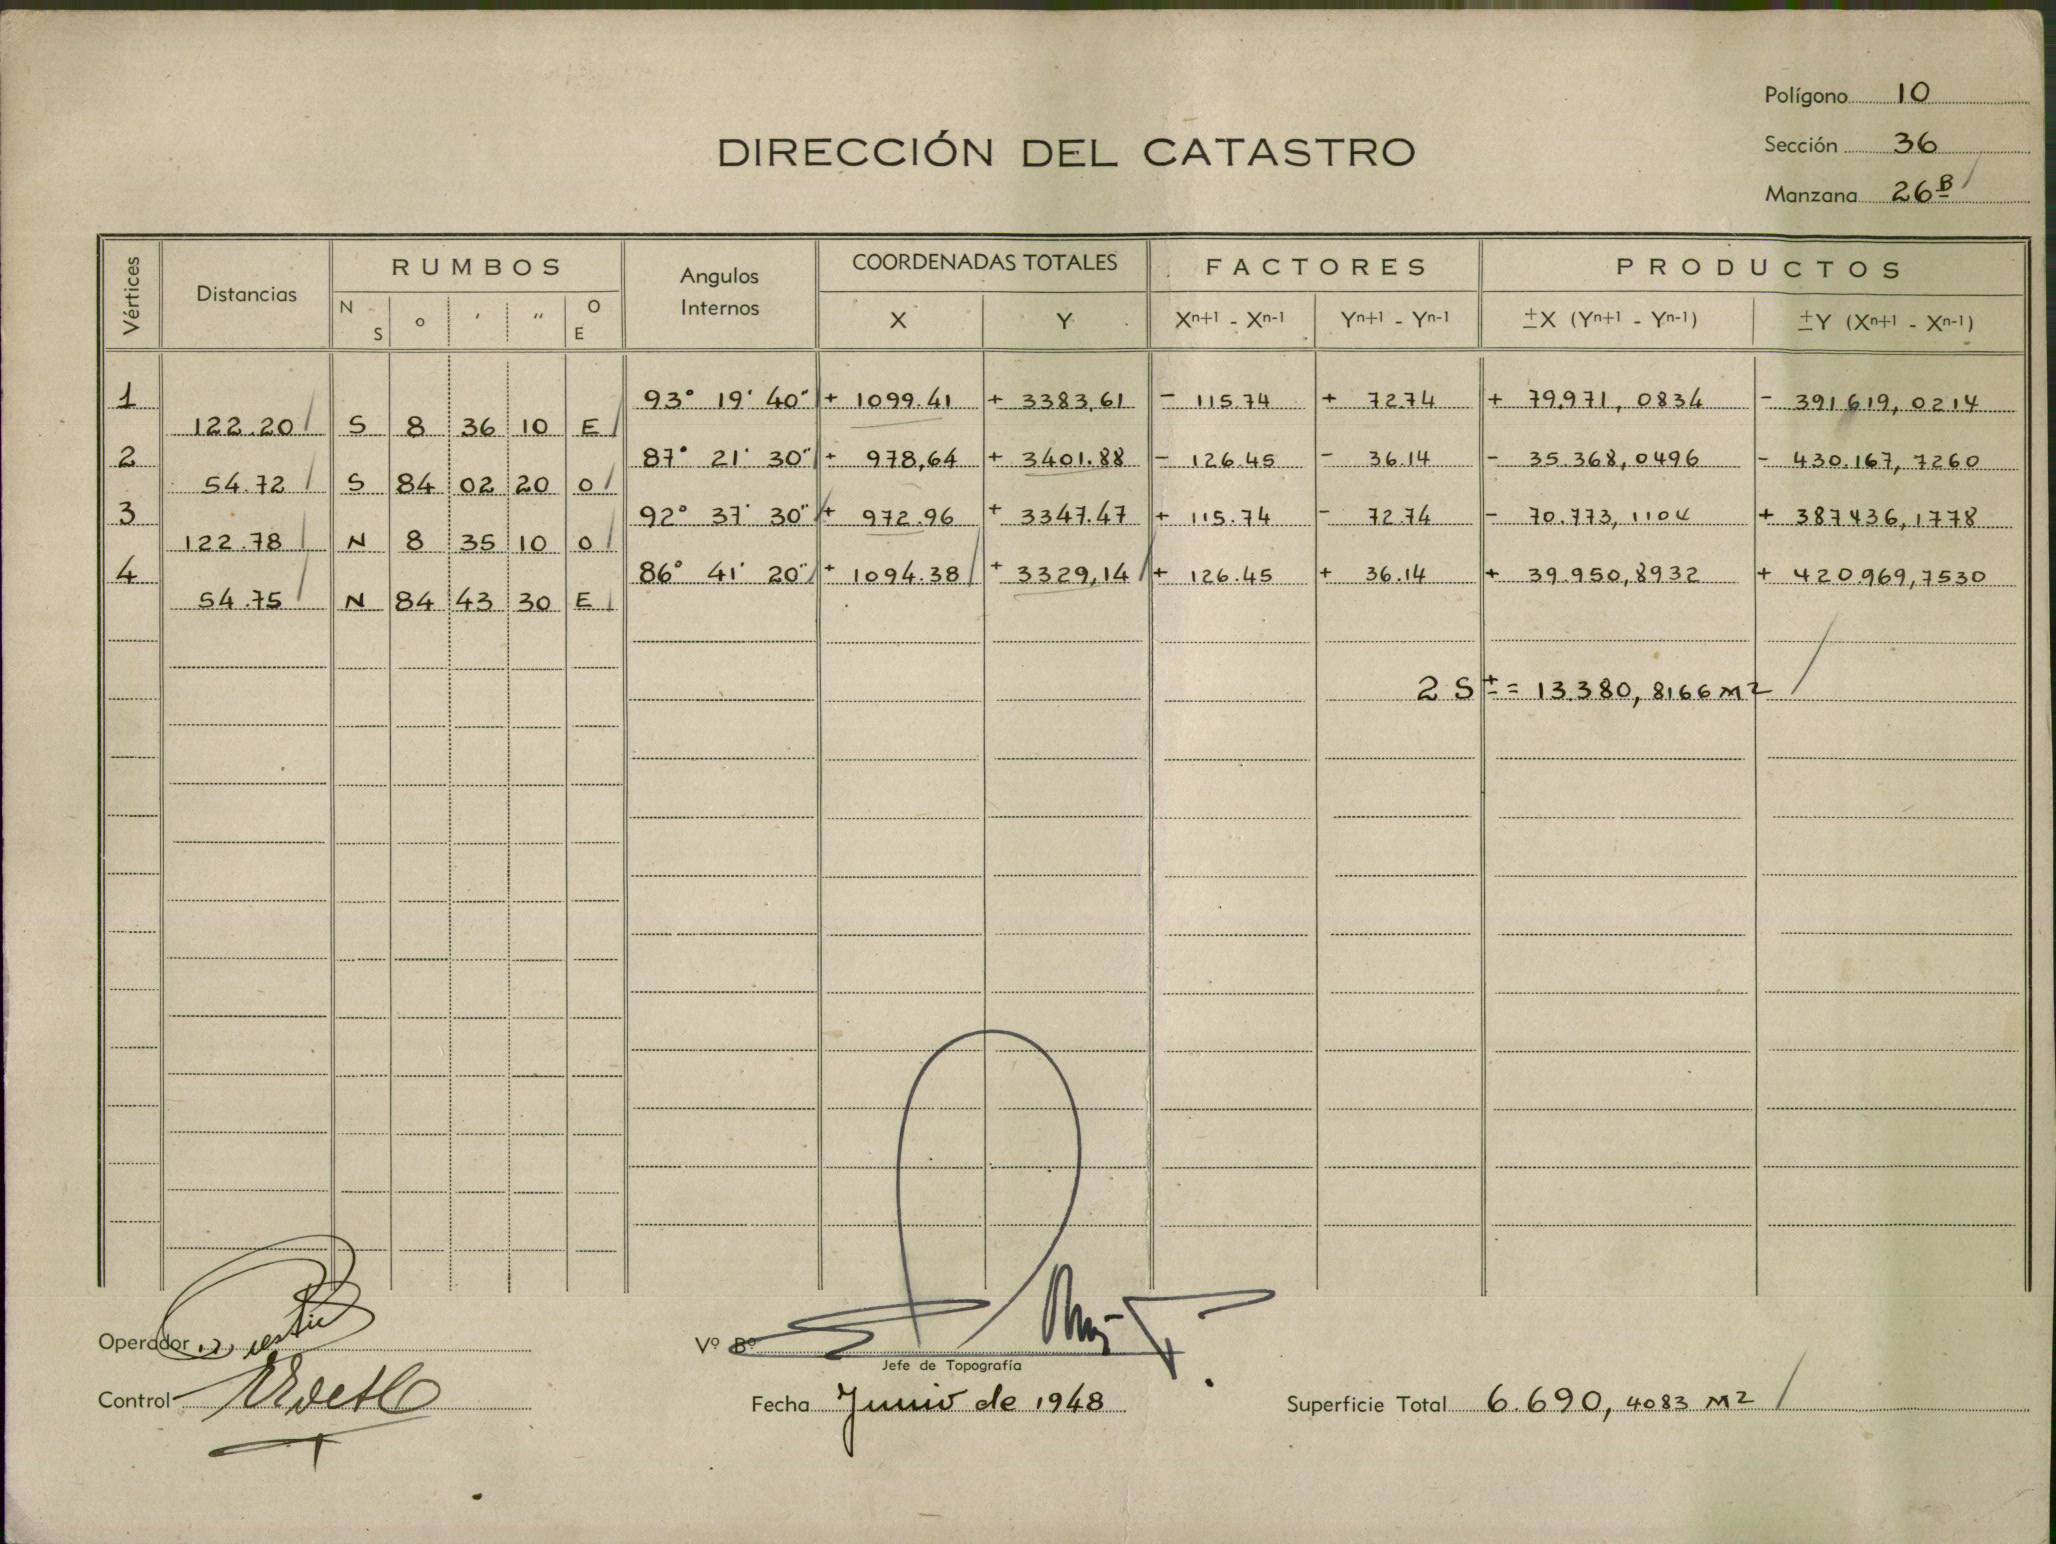 Polígono 10
DIRECCIÓN DEL CATASTRO
Sección 36
Manzana 26B
Vértices Distancias RUMBOS Angulos Internos COORDENADAS TOTALES FACTORES PRODUCTOS
N S ° ' " O E X Y Xn+1 - Xn-1 Yn+1 - Yn-1 ±X (Yn+1 - Yn-1) ±Y (Xn+1 - Xn-1)
1 93° 19' 40" + 1099.41 + 3383,61 - 115.74 + 72.74 + 79.971,0834 - 391619,0214
122.20 S 8 36 10 E
2 87° 21' 30" + 978,64 + 3401.88 - 126.45 - 36.14 - 35.368,0496 - 430.167,7260
54.72 S 84 02 20 O
3 92° 37' 30" + 972.96 + 3347.47 + 115.74 - 72.74 - 70.773,1104 + 387436,1778
122.78 N 8 35 10 O
4 86° 41' 20" + 1094.38 + 3329,14 + 126.45 + 36.14 + 39.950,8932 + 420969,7530
54.75 N 84 43 30 E
2 S ± = 13.380,8166 M2
Operador
Vº Bº
Jefe de Topografía
Control
Fecha Junio de 1948
Superficie Total 6.690,4083 M2